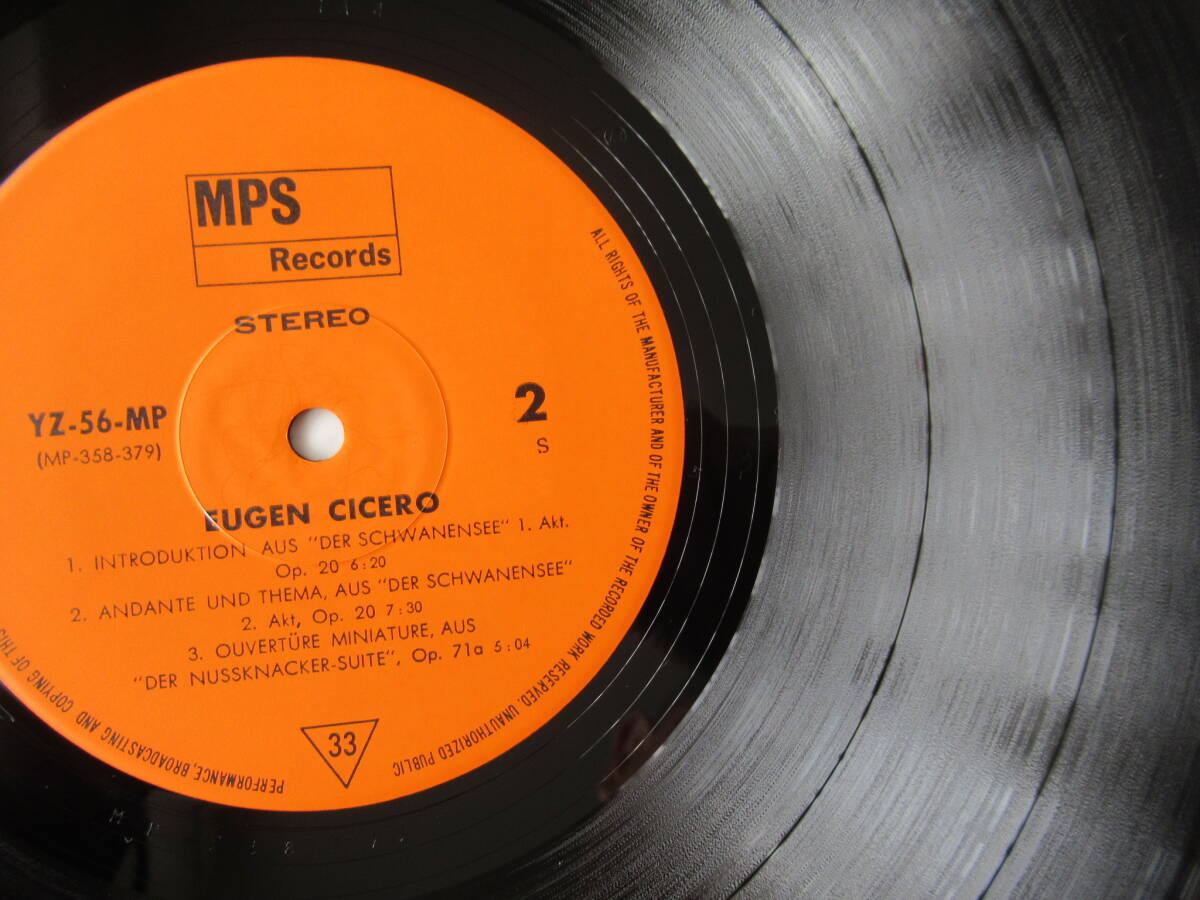 MPS
Records
STEREO
YZ-56-MP
(MP-358-379)
2
S
EUGEN CICERO
1. INTRODUKTION AUS "DER SCHWANENSEE" 1. Akt.
Op. 20 6:20
2. ANDANTE UND THEMA, AUS "DER SCHWANENSEE"
2. Akt, Op. 20 7:30
3. OUVERTÜRE MINIATURE, AUS
"DER NUSSKNACKER-SUITE", Op. 71a 5:04
33
ALL RIGHTS OF THE MANUFACTURER AND OF THE OWNER OF THE RECORDED WORK RESERVED. UNAUTHORIZED PUBLIC
PERFORMANCE, BROADCASTING AND COPYING OF THIS